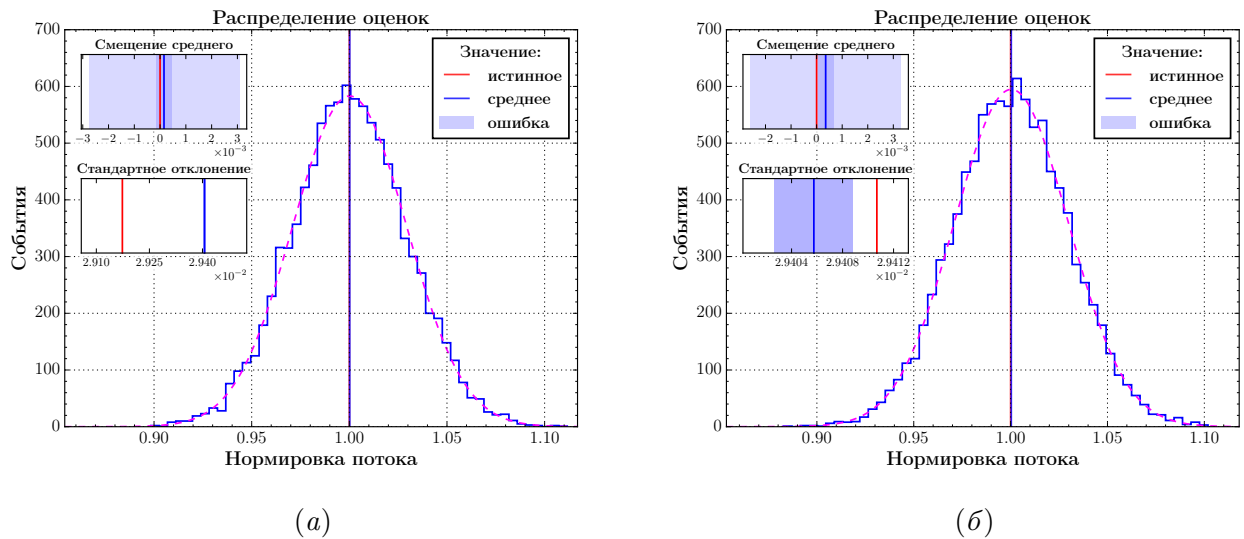 Распределение оценок
700
600
500
400
300
200
100
0
События
Смещение среднего
−3 −2 −1 0 1 2 3
×10⁻³
Стандартное отклонение
2.910 2.925 2.940
×10⁻²
Значение:
истинное
среднее
ошибка
0.90 0.95 1.00 1.05 1.10
Нормировка потока
(а)
Распределение оценок
700
600
500
400
300
200
100
0
События
Смещение среднего
−2 −1 0 1 2 3
×10⁻³
Стандартное отклонение
2.9404 2.9408 2.9412
×10⁻²
Значение:
истинное
среднее
ошибка
0.90 0.95 1.00 1.05 1.10
Нормировка потока
(б)